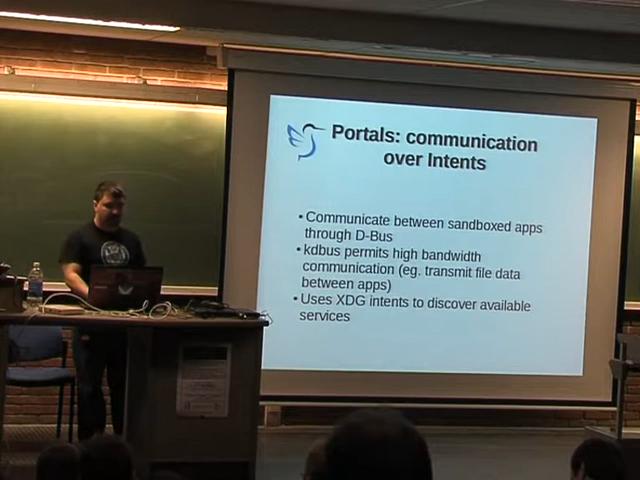 Portals: communication
over Intents
• Communicate between sandboxed apps
through D-Bus
• kdbus permits high bandwidth
communication (eg. transmit file data
between apps)
• Uses XDG intents to discover available
services